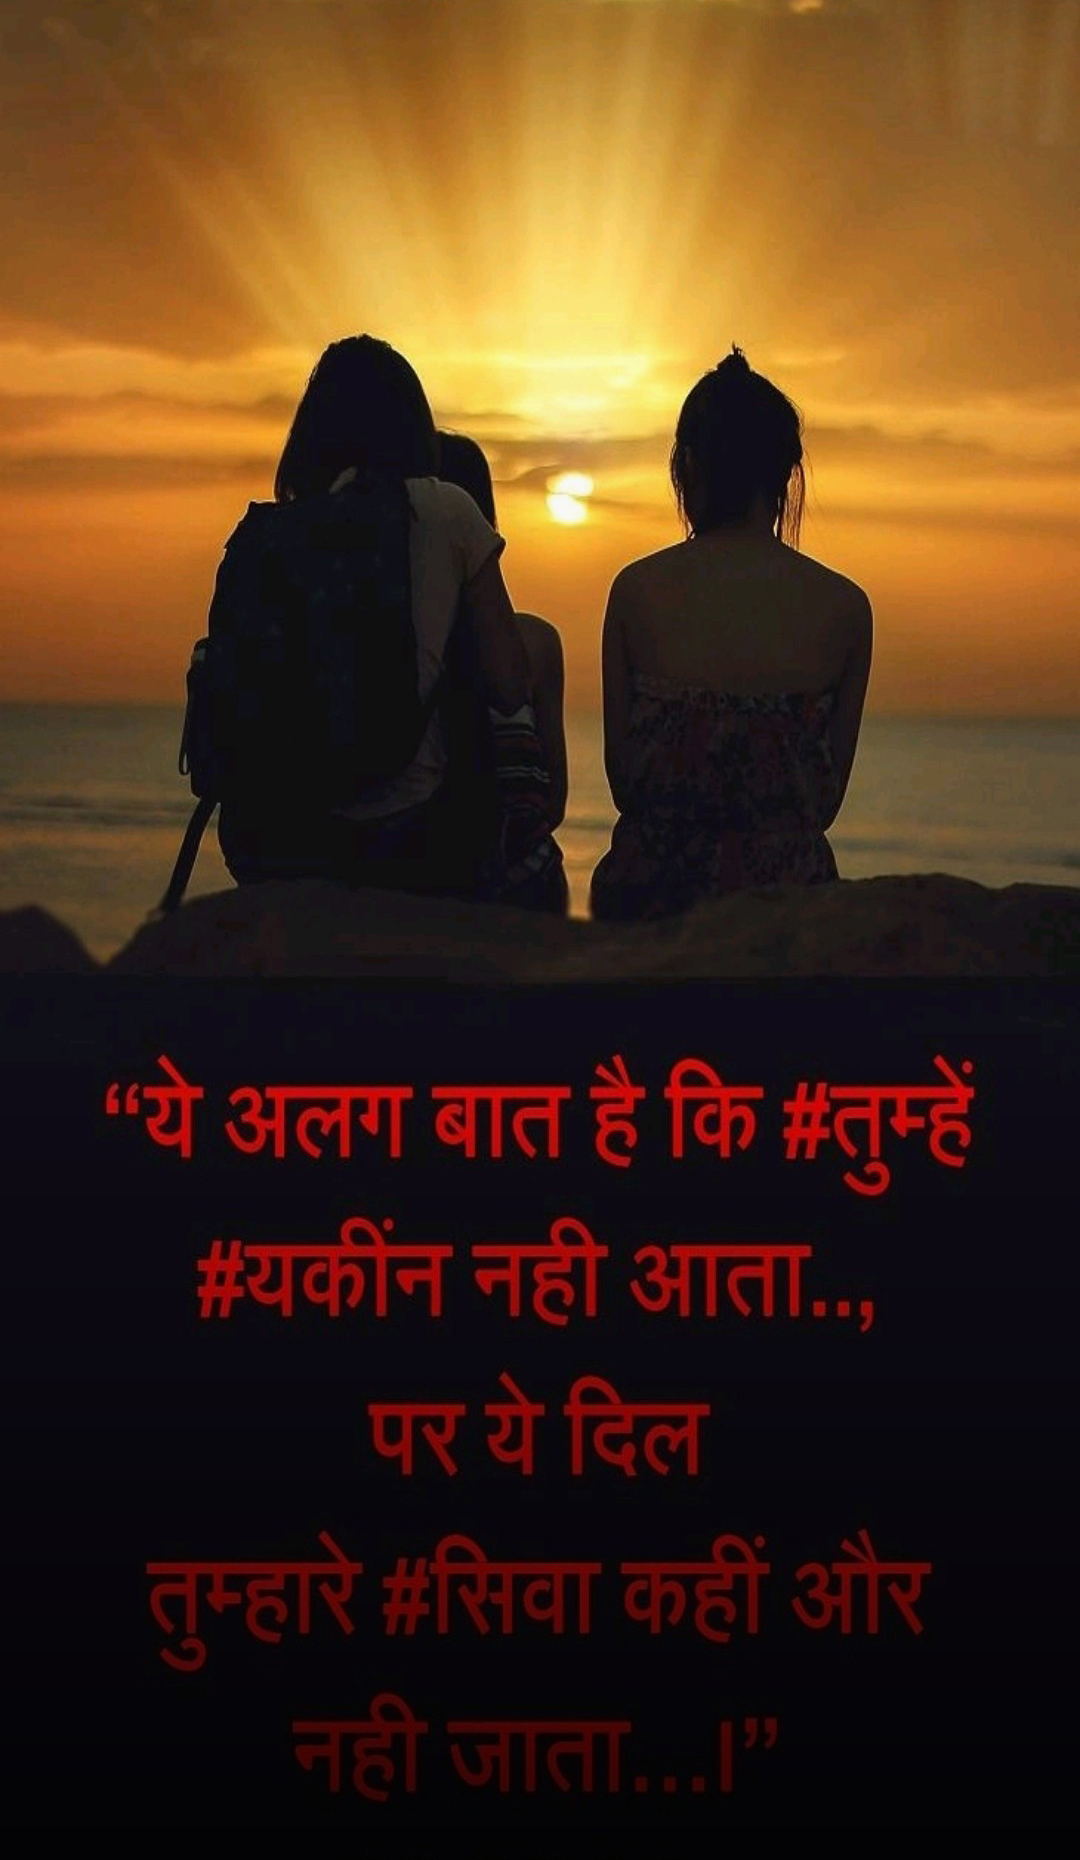 “ये अलग बात है कि #तुम्हें
#यकींन नही आता..,
पर ये दिल
तुम्हारे #सिवा कहीं और
नही जाता...।”